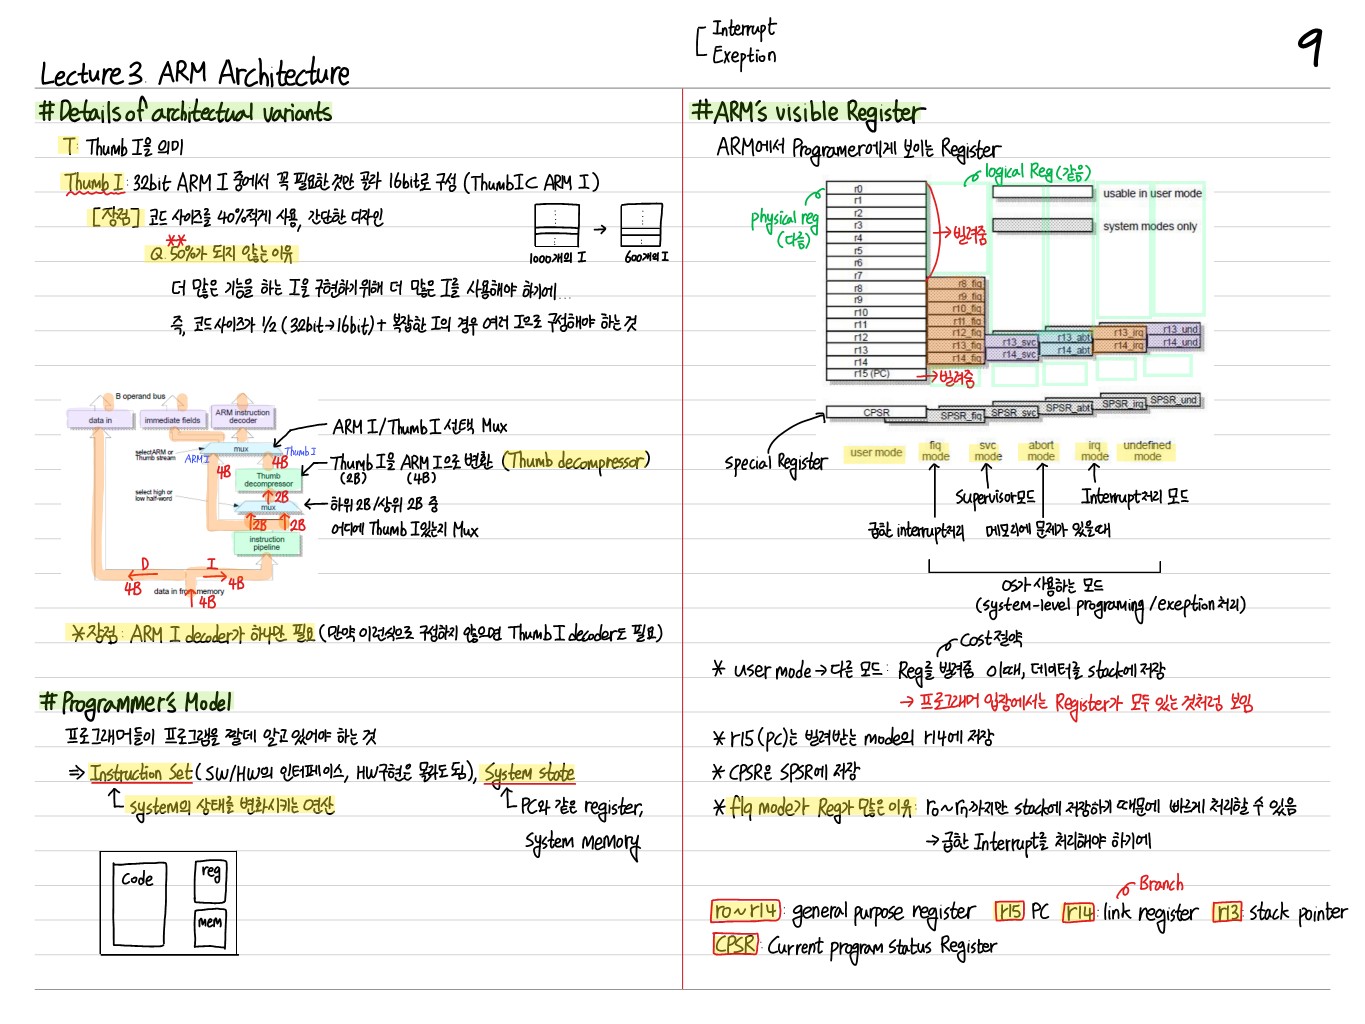 Interrupt
Exeption
9
Lecture 3. ARM Architecture
# Details of architectual variants
T: Thumb I을 의미
Thumb I : 32bit ARM I 중에서 꼭 필요한 것만 골라 16bit로 구성 (Thumb I ⊂ ARM I)
[장점] 코드 사이즈를 40%적게 사용, 간단한 디자인
**
Q. 50%가 되지 않는 이유
1000개의 I → 600개의 I
더 많은 기능을 하는 I을 구현하기위해 더 많은 I를 사용해야 하기에...
즉, 코드사이즈가 1/2 (32bit→16bit) + 복잡한 I의 경우 여러 I으로 구성해야 하는 것
B operand bus
data in
immediate fields
ARM instruction decoder
select ARM or Thumb stream
mux
ARM I
Thumb I
4B
4B
Thumb decompressor
2B
select high or low half-word
mux
2B
2B
instruction pipeline
D
I
4B
4B
data in from memory
4B
ARM I / Thumb I 선택 Mux
Thumb I을 ARM I으로 변환 (Thumb decompressor)
(2B) (4B)
하위 2B/상위 2B 중
어디에 Thumb I있는지 Mux
*장점 : ARM I decoder가 하나만 필요 (만약 이런식으로 구성하지 않으면 Thumb I decoder도 필요)
# Programmer's Model
프로그래머들이 프로그램을 짤데 알고 있어야 하는 것
⇒ Instruction Set (SW/HW의 인터페이스, HW구현은 몰라도 됨), System state
system의 상태를 변화시키는 연산
PC와 같은 register,
System memory
Code
reg
mem
# ARM's visible Register
ARM에서 Programer에게 보이는 Register
logical Reg (같음)
physical reg
(다름)
r0
r1
r2
r3
r4
r5
r6
r7
r8
r9
r10
r11
r12
r13
r14
r15 (PC)
→빌려줌
→빌려줌
usable in user mode
system modes only
r8_fiq
r9_fiq
r10_fiq
r11_fiq
r12_fiq
r13_fiq
r14_fiq
r13_svc
r14_svc
r13_abt
r14_abt
r13_irq
r14_irq
r13_und
r14_und
CPSR
SPSR_fiq
SPSR_svc
SPSR_abt
SPSR_irq
SPSR_und
Special Register
user mode
fiq mode
svc mode
abort mode
irq mode
undefined mode
Supervisor모드
Interrupt처리 모드
급한 interrupt처리
메모리에 문제가 있을때
OS가 사용하는 모드
(system-level programing / exeption 처리)
Cost 절약
* user mode → 다른 모드 : Reg를 빌려줌 이때, 데이터를 stack에 저장
→ 프로그래머 입장에서는 Register가 모두 있는 것처럼 보임
* r15 (pc)는 빌려받는 mode의 r14에 저장
* CPSR은 SPSR에 저장
* fiq mode가 Reg가 많은 이유 : r0~r7까지만 stack에 저장하기 때문에 빠르게 처리할 수 있음
→ 급한 Interrupt를 처리해야 하기에
Branch
r0~r14 : general purpose register r15 PC r14 : link register r13 : stack pointer
CPSR : Current program status Register